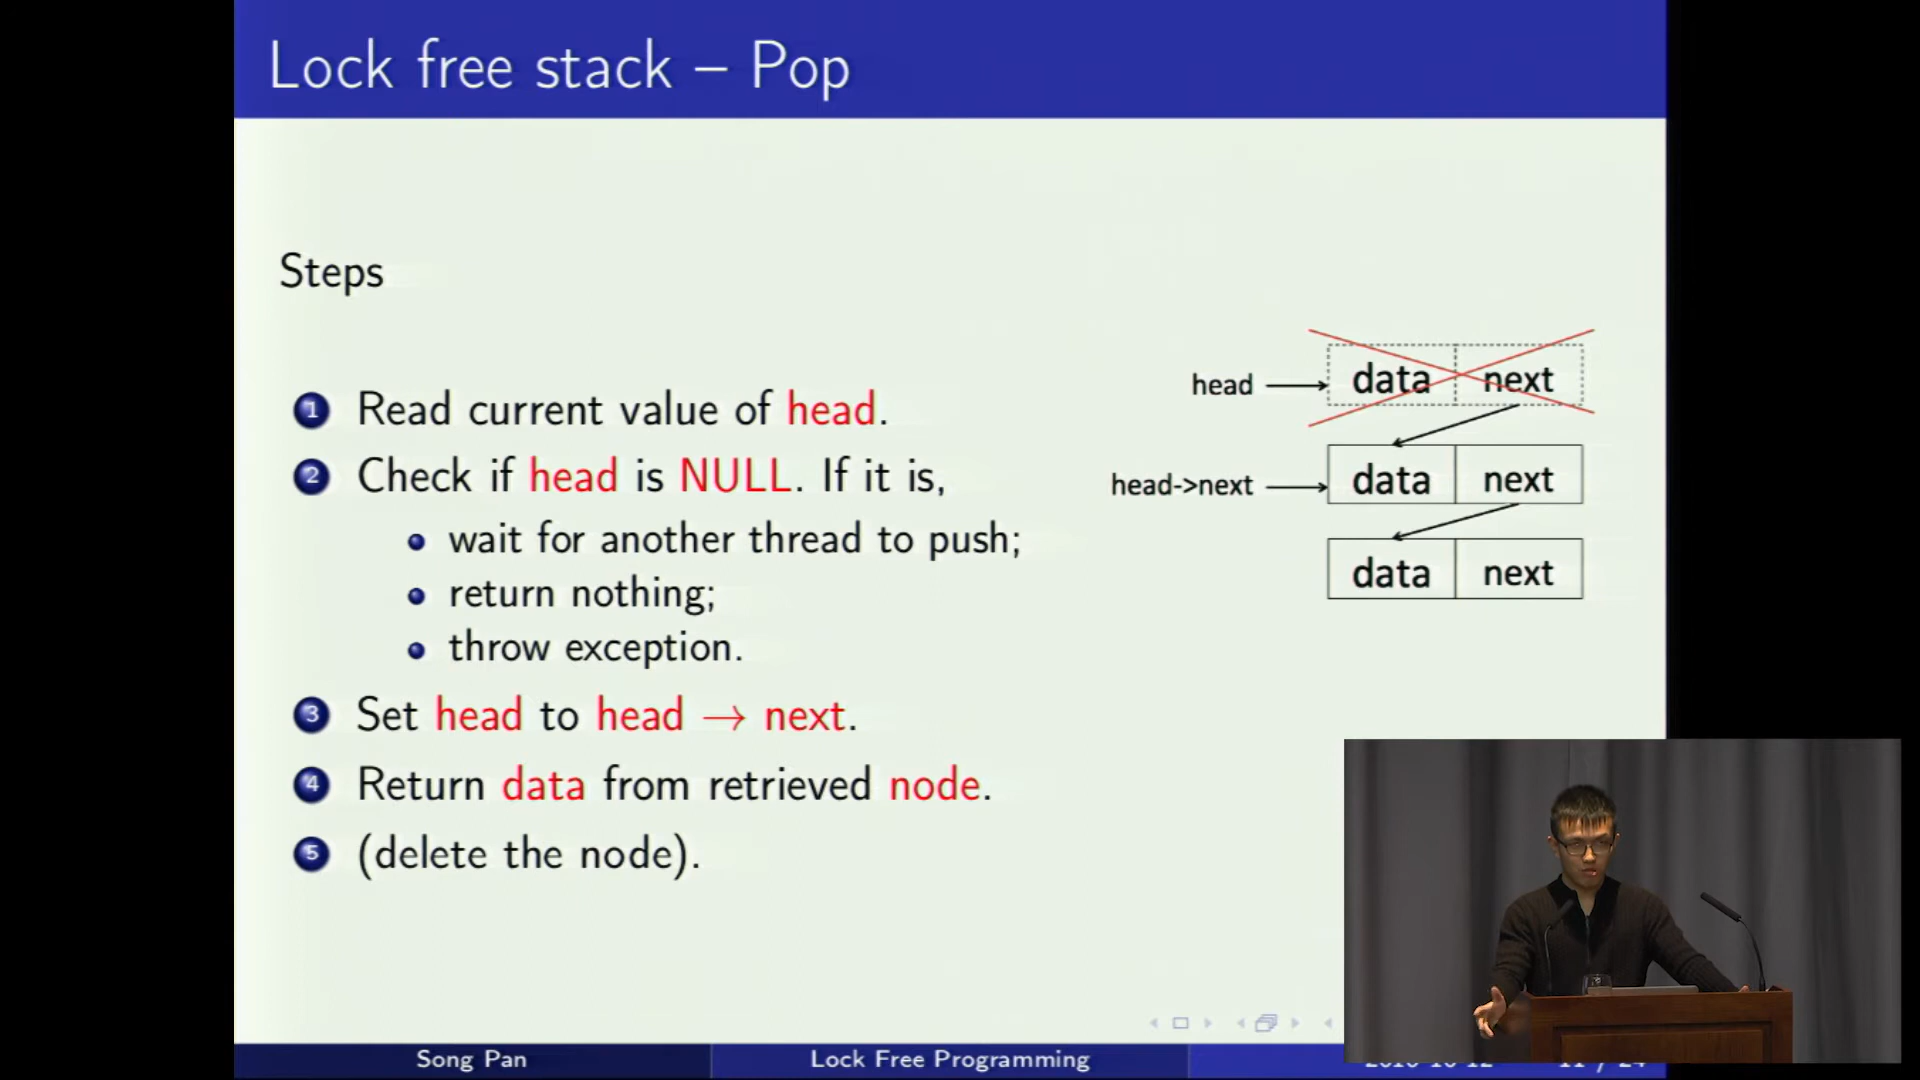 Lock free stack – Pop
Steps
1 Read current value of head.
2 Check if head is NULL. If it is,
wait for another thread to push;
return nothing;
throw exception.
3 Set head to head → next.
4 Return data from retrieved node.
5 (delete the node).
head
data next
head->next
data next
data next
Song Pan
Lock Free Programming